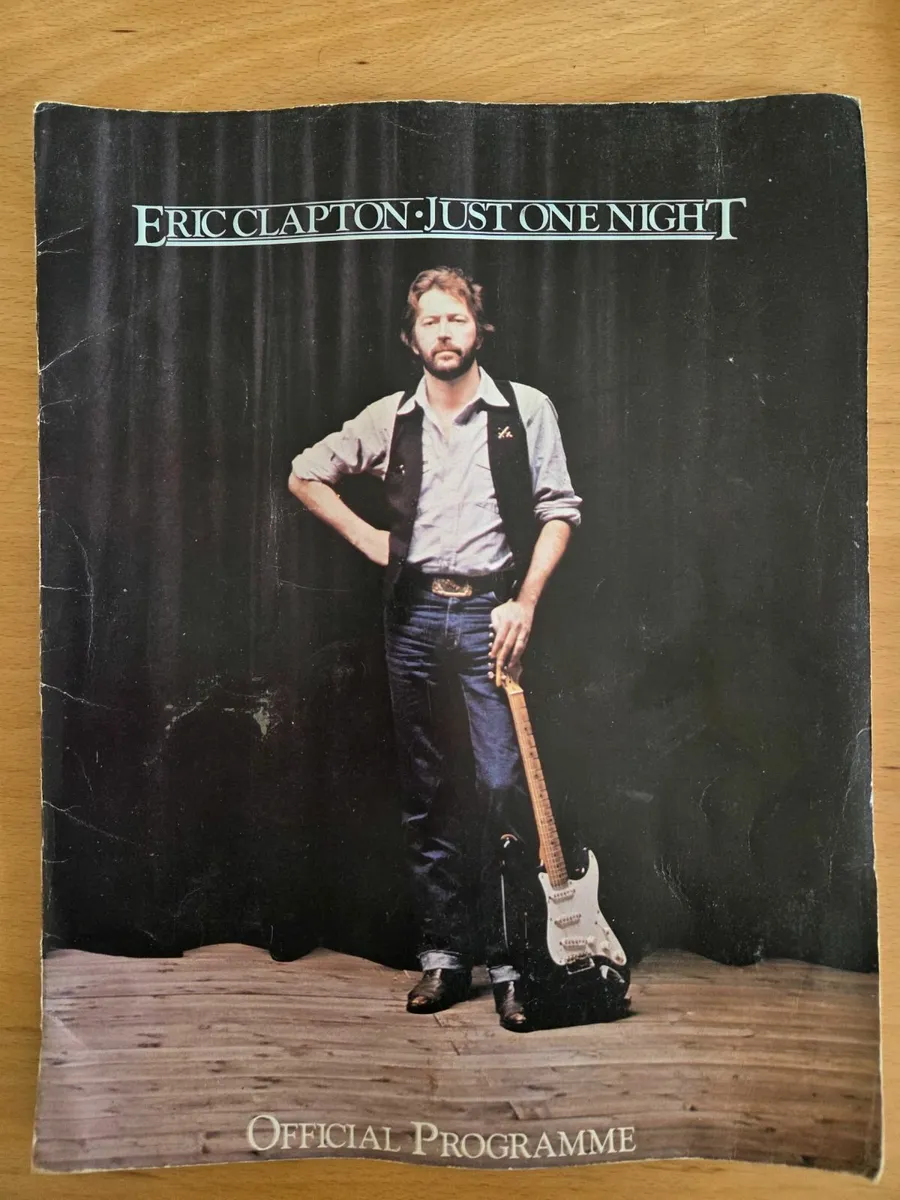 ERIC CLAPTON·JUST ONE NIGHT
OFFICIAL PROGRAMME